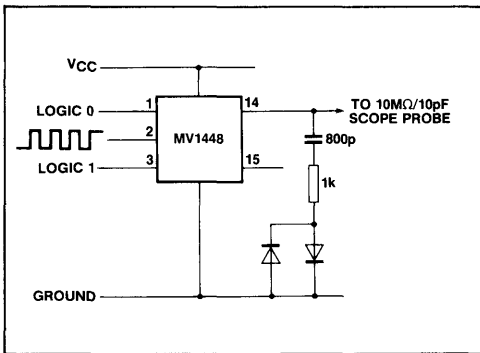 VCC
LOGIC 0
1
14
TO 10MΩ/10pF
SCOPE PROBE
2
MV1448
800p
LOGIC 1
3
15
1k
GROUND